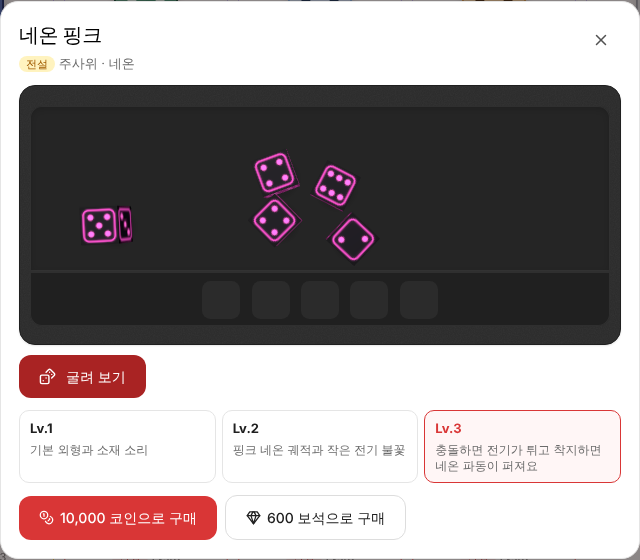 네온 핑크
전설 주사위 · 네온
굴려 보기
Lv.1
기본 외형과 소재 소리
Lv.2
핑크 네온 궤적과 작은 전기 불꽃
Lv.3
충돌하면 전기가 튀고 착지하면
네온 파동이 퍼져요
10,000 코인으로 구매
600 보석으로 구매